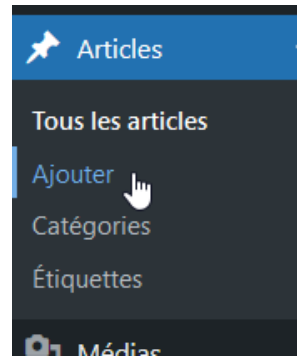 Articles
Tous les articles
Ajouter
Catégories
Étiquettes
Médias